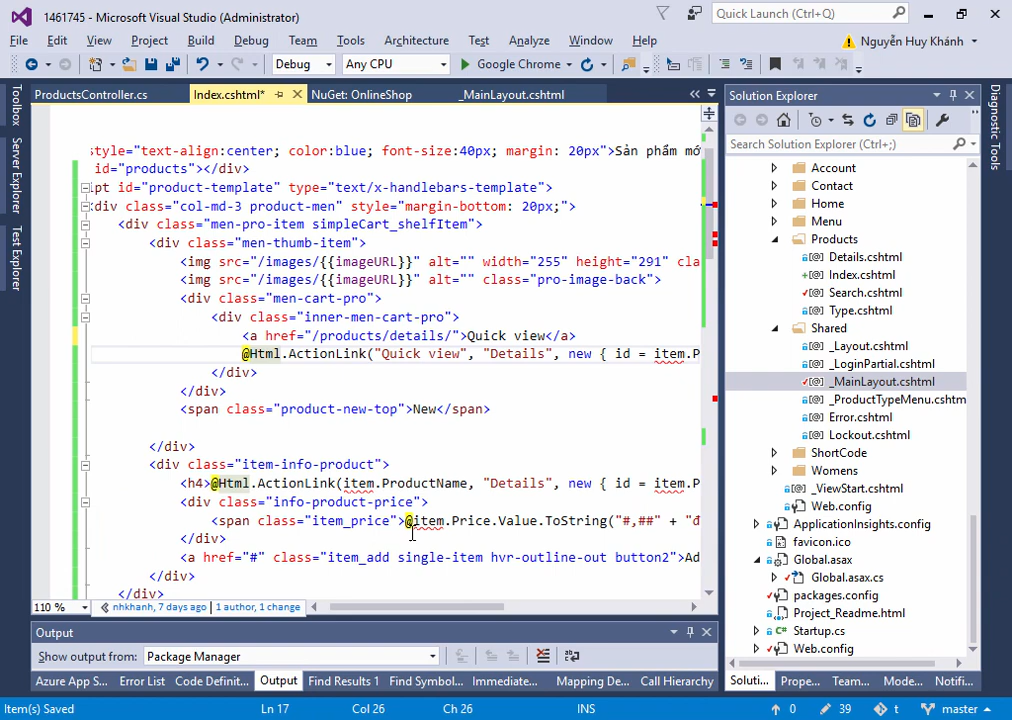 1461745 - Microsoft Visual Studio (Administrator)
Quick Launch (Ctrl+Q)
File Edit View Project Build Debug Team Tools Architecture Test Analyze Window Help
Nguyễn Huy Khánh
Debug Any CPU Google Chrome
ProductsController.cs Index.cshtml* NuGet: OnlineShop _MainLayout.cshtml
Toolbox
Server Explorer
Test Explorer
style="text-align:center; color:blue; font-size:40px; margin: 20px">Sản phẩm mớ
id="products"></div>
pt id="product-template" type="text/x-handlebars-template">
<div class="col-md-3 product-men" style="margin-bottom: 20px;">
<div class="men-pro-item simpleCart_shelfItem">
<div class="men-thumb-item">
<img src="/images/{{imageURL}}" alt="" width="255" height="291" clas
<img src="/images/{{imageURL}}" alt="" class="pro-image-back">
<div class="men-cart-pro">
<div class="inner-men-cart-pro">
<a href="/products/details/">Quick view</a>
@Html.ActionLink("Quick view", "Details", new { id = item.P
</div>
</div>
<span class="product-new-top">New</span>
</div>
<div class="item-info-product">
<h4>@Html.ActionLink(item.ProductName, "Details", new { id = item.P
<div class="info-product-price">
<span class="item_price">@item.Price.Value.ToString("#,##" + "đ
</div>
<a href="#" class="item_add single-item hvr-outline-out button2">Ad
</div>
</div>
110 % nhkhanh, 7 days ago | 1 author, 1 change
Output
Show output from: Package Manager
Azure App S... Error List Code Definit... Output Find Results 1 Find Symbol... Immediate... Mapping De... Call Hierarchy
Solution Explorer
Search Solution Explorer (Ctrl+;)
Account
Contact
Home
Menu
Products
Details.cshtml
Index.cshtml
Search.cshtml
Type.cshtml
Shared
_Layout.cshtml
_LoginPartial.cshtml
_MainLayout.cshtml
_ProductTypeMenu.cshtm
Error.cshtml
Lockout.cshtml
ShortCode
Womens
_ViewStart.cshtml
Web.config
ApplicationInsights.config
favicon.ico
Global.asax
Global.asax.cs
packages.config
Project_Readme.html
Startup.cs
Web.config
Soluti... Prope... Team... Mode... Notifi...
Diagnostic Tools
Item(s) Saved Ln 17 Col 26 Ch 26 INS 0 39 t master